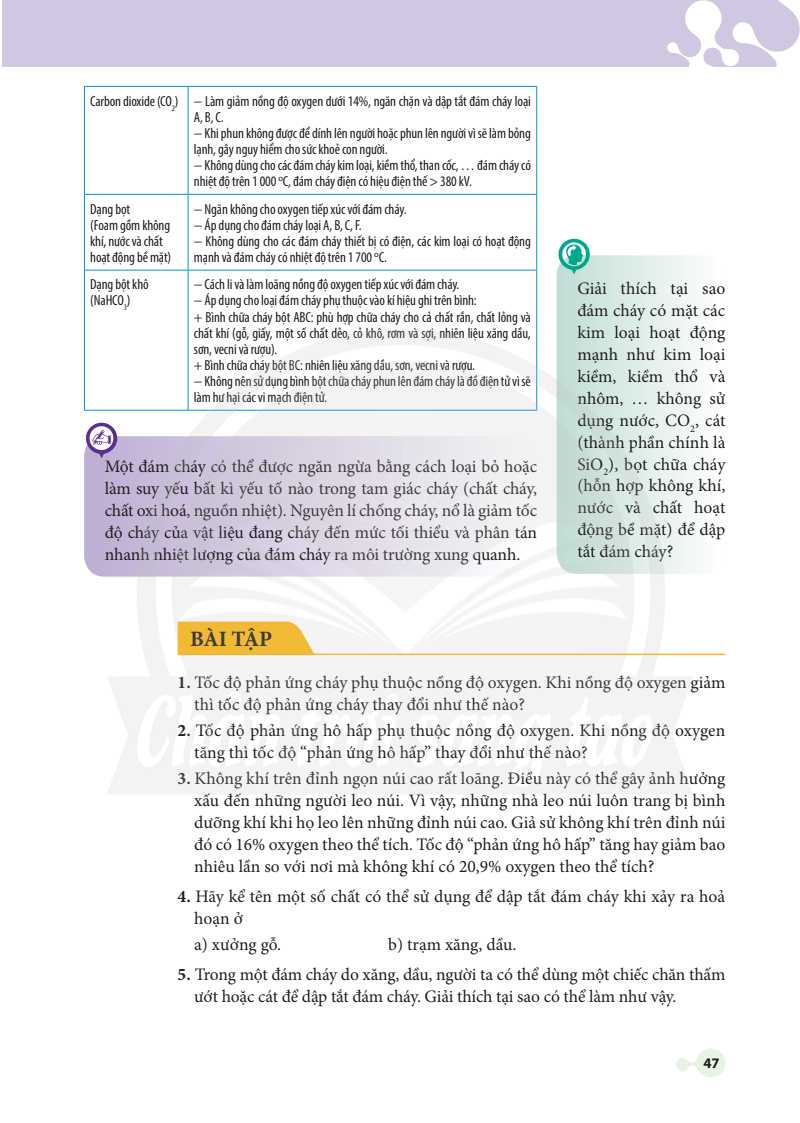 Carbon dioxide (CO2)
– Làm giảm nồng độ oxygen dưới 14%, ngăn chặn và dập tắt đám cháy loại
A, B, C.
– Khi phun không được để dính lên người hoặc phun lên người vì sẽ làm bỏng
lạnh, gây nguy hiểm cho sức khoẻ con người.
– Không dùng cho các đám cháy kim loại, kiềm thổ, than cốc, … đám cháy có
nhiệt độ trên 1 000 ºC, đám cháy điện có hiệu điện thế > 380 kV.
Dạng bọt
(Foam gồm không
khí, nước và chất
hoạt động bề mặt)
– Ngăn không cho oxygen tiếp xúc với đám cháy.
– Áp dụng cho đám cháy loại A, B, C, F.
– Không dùng cho các đám cháy thiết bị có điện, các kim loại có hoạt động
mạnh và đám cháy có nhiệt độ trên 1 700 ºC.
Dạng bột khô
(NaHCO3)
– Cách li và làm loãng nồng độ oxygen tiếp xúc với đám cháy.
– Áp dụng cho loại đám cháy phụ thuộc vào kí hiệu ghi trên bình:
+ Bình chữa cháy bột ABC: phù hợp chữa cháy cho cả chất rắn, chất lỏng và
chất khí (gỗ, giấy, một số chất dẻo, cỏ khô, rơm và sợi, nhiên liệu xăng dầu,
sơn, vecni và rượu).
+ Bình chữa cháy bột BC: nhiên liệu xăng dầu, sơn, vecni và rượu.
– Không nên sử dụng bình bột chữa cháy phun lên đám cháy là đồ điện tử vì sẽ
làm hư hại các vi mạch điện tử.
Giải thích tại sao
đám cháy có mặt các
kim loại hoạt động
mạnh như kim loại
kiềm, kiềm thổ và
nhôm, … không sử
dụng nước, CO2, cát
(thành phần chính là
SiO2), bọt chữa cháy
(hỗn hợp không khí,
nước và chất hoạt
động bề mặt) để dập
tắt đám cháy?
Một đám cháy có thể được ngăn ngừa bằng cách loại bỏ hoặc
làm suy yếu bất kì yếu tố nào trong tam giác cháy (chất cháy,
chất oxi hoá, nguồn nhiệt). Nguyên lí chống cháy, nổ là giảm tốc
độ cháy của vật liệu đang cháy đến mức tối thiểu và phân tán
nhanh nhiệt lượng của đám cháy ra môi trường xung quanh.
BÀI TẬP
1. Tốc độ phản ứng cháy phụ thuộc nồng độ oxygen. Khi nồng độ oxygen giảm
thì tốc độ phản ứng cháy thay đổi như thế nào?
2. Tốc độ phản ứng hô hấp phụ thuộc nồng độ oxygen. Khi nồng độ oxygen
tăng thì tốc độ “phản ứng hô hấp” thay đổi như thế nào?
3. Không khí trên đỉnh ngọn núi cao rất loãng. Điều này có thể gây ảnh hưởng
xấu đến những người leo núi. Vì vậy, những nhà leo núi luôn trang bị bình
dưỡng khí khi họ leo lên những đỉnh núi cao. Giả sử không khí trên đỉnh núi
đó có 16% oxygen theo thể tích. Tốc độ “phản ứng hô hấp” tăng hay giảm bao
nhiêu lần so với nơi mà không khí có 20,9% oxygen theo thể tích?
4. Hãy kể tên một số chất có thể sử dụng để dập tắt đám cháy khi xảy ra hoả
hoạn ở
a) xưởng gỗ. b) trạm xăng, dầu.
5. Trong một đám cháy do xăng, dầu, người ta có thể dùng một chiếc chăn thấm
ướt hoặc cát để dập tắt đám cháy. Giải thích tại sao có thể làm như vậy.
Chân trời sáng tạo
47